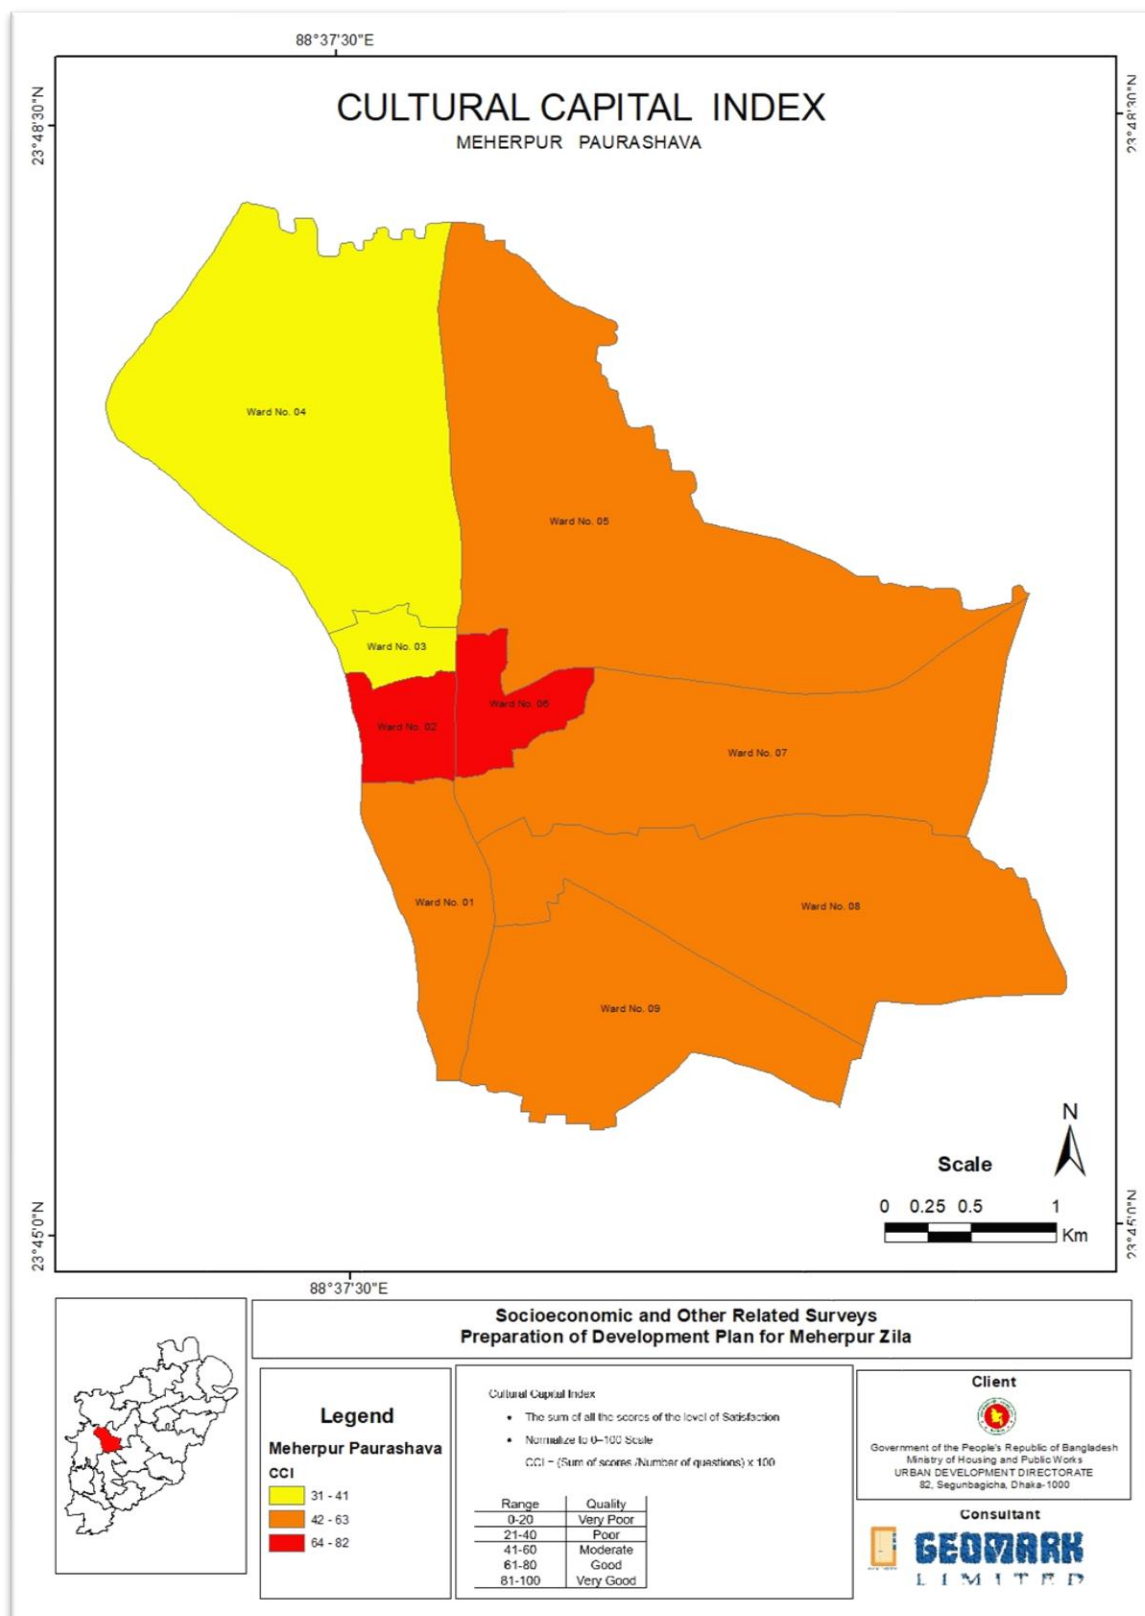 88°37'30"E
23°48'30"N
23°48'30"N
CULTURAL CAPITAL INDEX
MEHERPUR PAURASHAVA
Ward No. 04
Ward No. 05
Ward No. 03
Ward No. 06
Ward No. 02
Ward No. 07
Ward No. 01
Ward No. 08
Ward No. 09
N
Scale
0 0.25 0.5 1
Km
23°45'0"N
23°45'0"N
88°37'30"E
Socioeconomic and Other Related Surveys
Preparation of Development Plan for Meherpur Zila
Legend
Meherpur Paurashava
CCI
31 - 41
42 - 63
64 - 82
Cultural Capital Index
• The sum of all the scores of the level of Satisfaction
• Normalize to 0–100 Scale
CCI = (Sum of scores /Number of questions) x 100
Range Quality
0-20 Very Poor
21-40 Poor
41-60 Moderate
61-80 Good
81-100 Very Good
Client
Government of the People's Republic of Bangladesh
Ministry of Housing and Public Works
URBAN DEVELOPMENT DIRECTORATE
82, Segunbagicha, Dhaka-1000
Consultant
GEOMARK
LIMITED